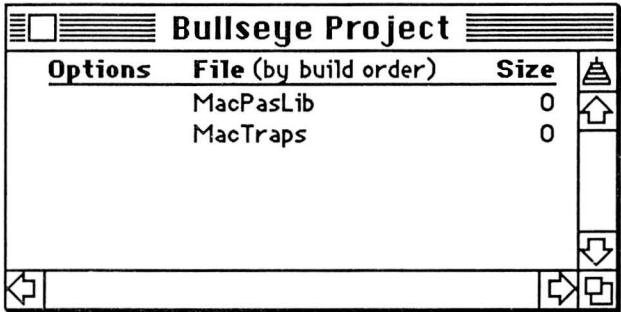 Bullseye Project
Options File (by build order) Size
MacPasLib 0
MacTraps 0